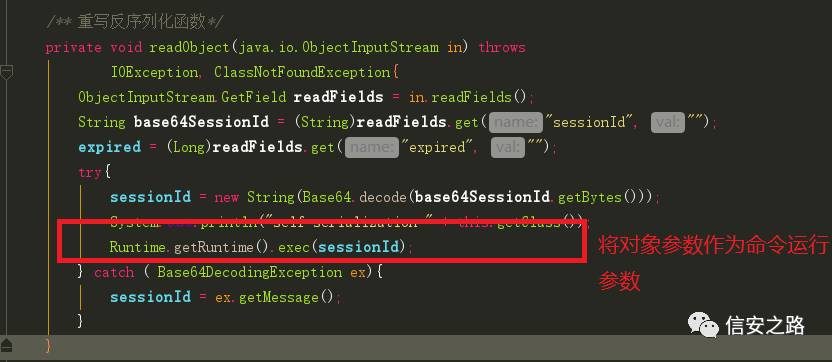 /** 重写反序列化函数*/
private void readObject(java.io.ObjectInputStream in) throws
IOException, ClassNotFoundException{
ObjectInputStream.GetField readFields = in.readFields();
String base64SessionId = (String)readFields.get( name: "sessionId", val: "");
expired = (Long)readFields.get( name: "expired", val: "");
try{
sessionId = new String(Base64.decode(base64SessionId.getBytes()));
System.out.println("self serialization " + this.getClass());
Runtime.getRuntime().exec(sessionId);
将对象参数作为命令运行
参数
} catch ( Base64DecodingException ex){
sessionId = ex.getMessage();
}
信安之路
}